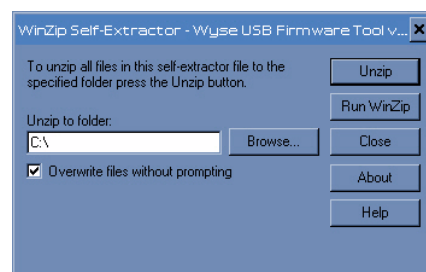 WinZip Self-Extractor - Wyse USB Firmware Tool v...
To unzip all files in this self-extractor file to the
specified folder press the Unzip button.
Unzip to folder:
C:\
Browse...
Overwrite files without prompting
Unzip
Run WinZip
Close
About
Help